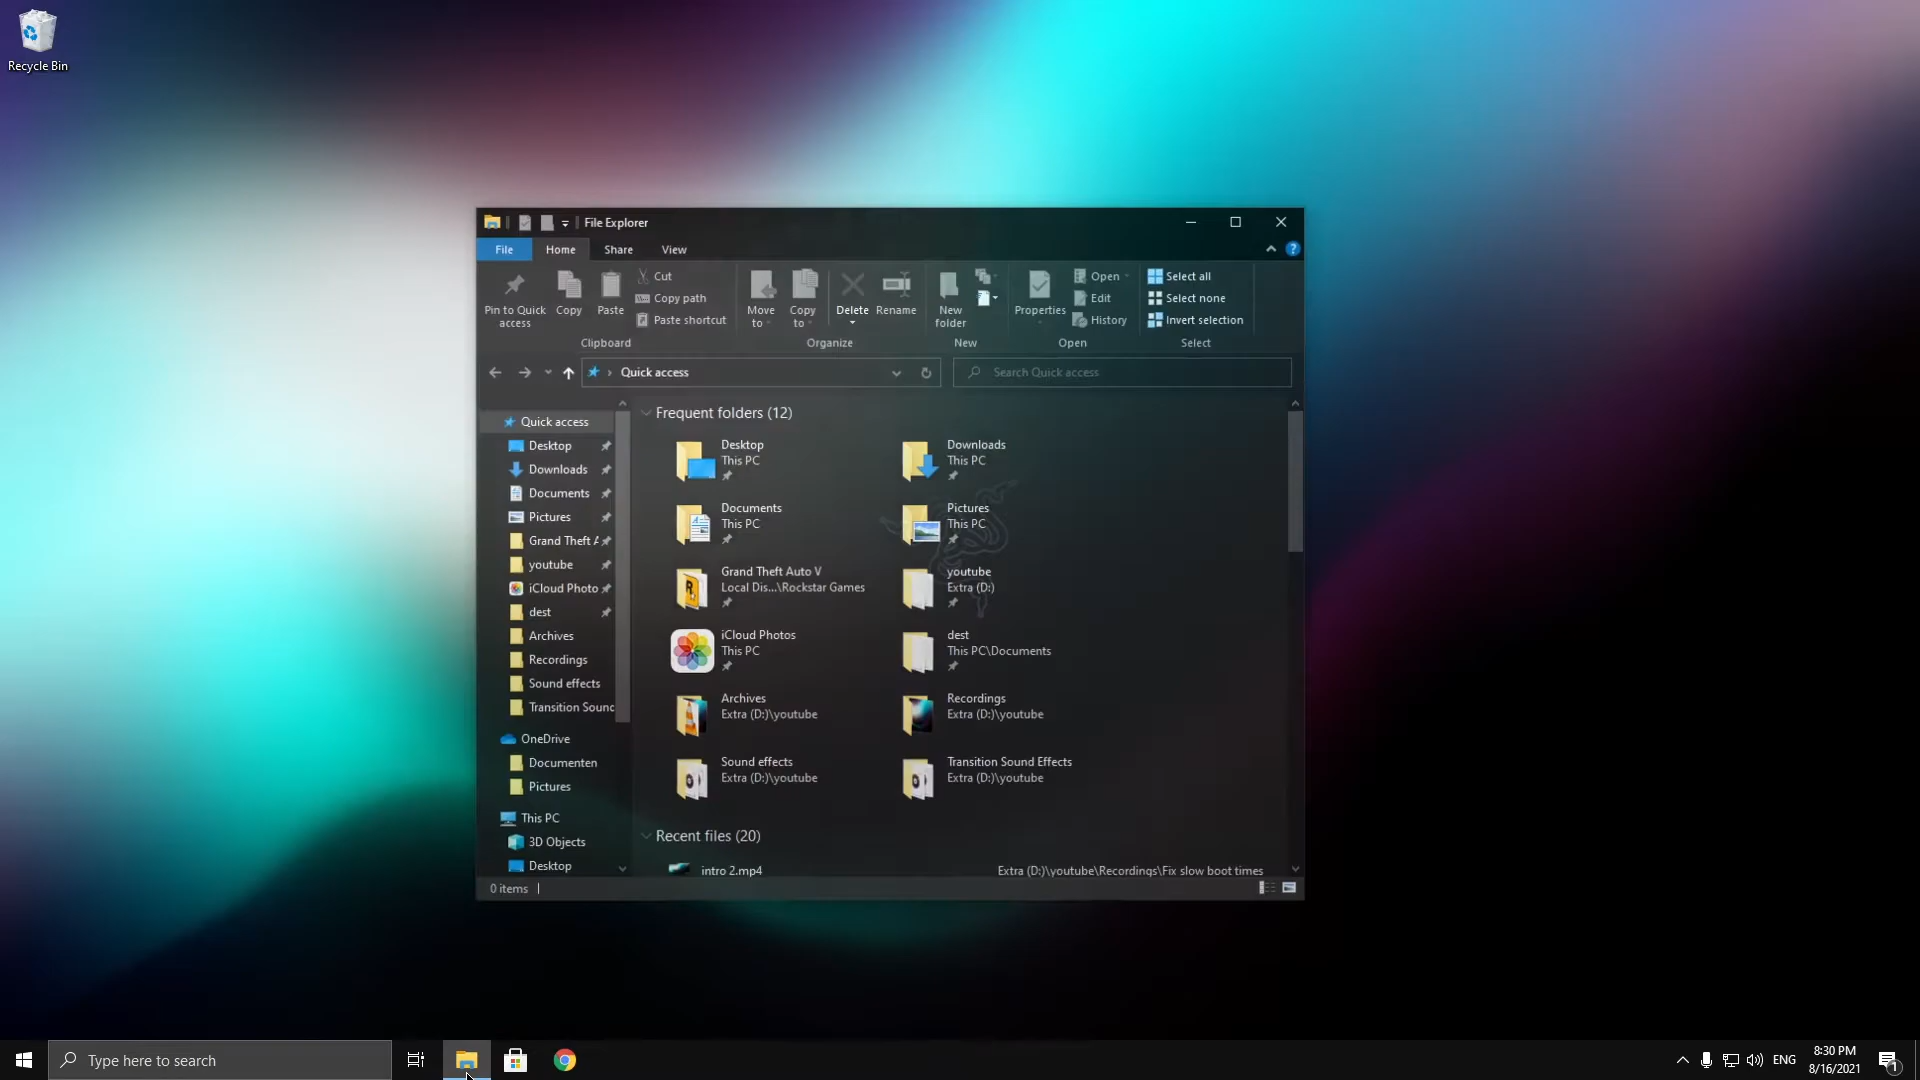 Recycle Bin
File Explorer
File
Home
Share
View
Pin to Quick access
Copy
Paste
Cut
Copy path
Paste shortcut
Clipboard
Move to
Copy to
Delete
Rename
Organize
New folder
New
Properties
Open
Edit
History
Open
Select all
Select none
Invert selection
Select
Quick access
Search Quick access
Quick access
Desktop
Downloads
Documents
Pictures
Grand Theft A
youtube
iCloud Photo
dest
Archives
Recordings
Sound effects
Transition Sound
OneDrive
Documenten
Pictures
This PC
3D Objects
Desktop
Frequent folders (12)
Desktop
This PC
Downloads
This PC
Documents
This PC
Pictures
This PC
Grand Theft Auto V
Local Dis...\Rockstar Games
youtube
Extra (D:)
iCloud Photos
This PC
dest
This PC\Documents
Archives
Extra (D:)\youtube
Recordings
Extra (D:)\youtube
Sound effects
Extra (D:)\youtube
Transition Sound Effects
Extra (D:)\youtube
Recent files (20)
intro 2.mp4
Extra (D:)\youtube\Recordings\Fix slow boot times
0 items
Type here to search
ENG
8:30 PM
8/16/2021
1